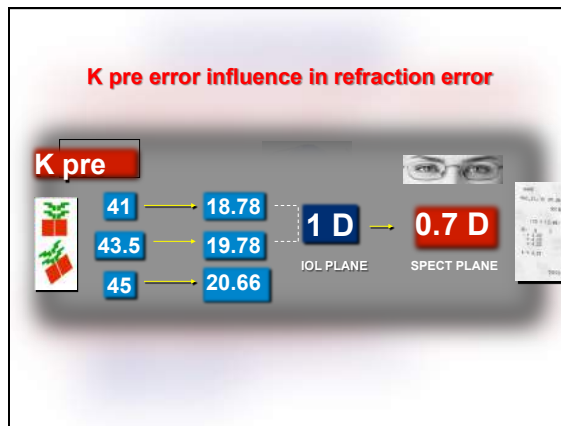 K pre error influence in refraction error
K pre
41
18.78
43.5
19.78
45
20.66
1 D
0.7 D
IOL PLANE
SPECT PLANE